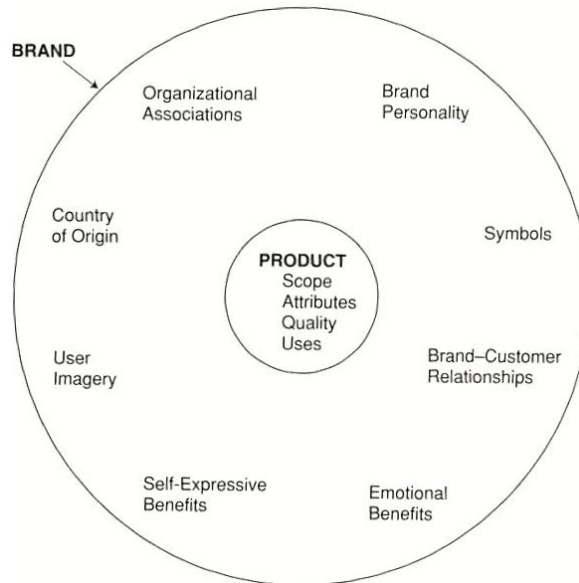 BRAND
Organizational
Associations
Brand
Personality
Country
of Origin
Symbols
PRODUCT
Scope
Attributes
Quality
Uses
User
Imagery
Brand–Customer
Relationships
Self-Expressive
Benefits
Emotional
Benefits